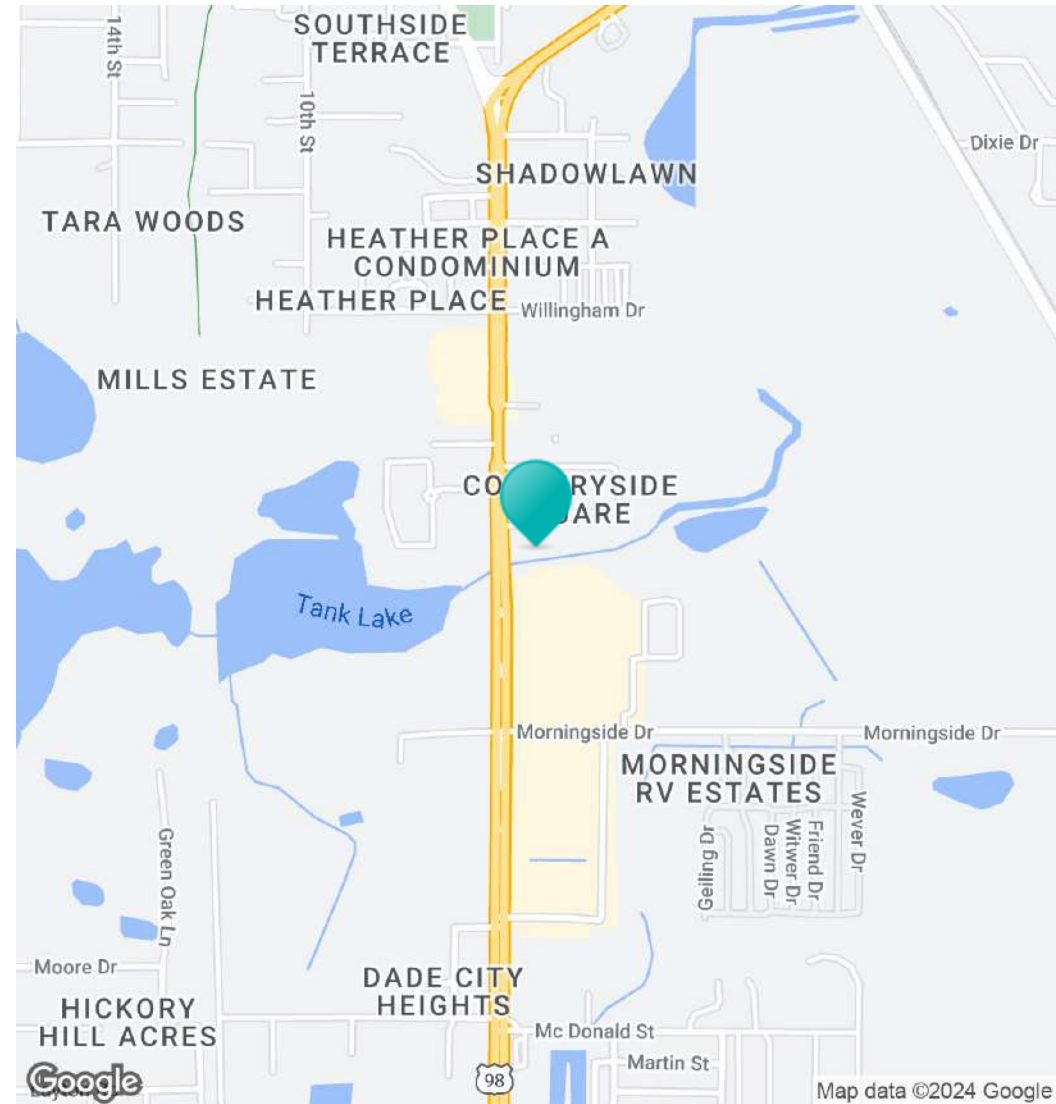 SOUTHSIDE
TERRACE
14th St
10th St
Dixie Dr
SHADOWLAWN
TARA WOODS
HEATHER PLACE A
CONDOMINIUM
HEATHER PLACE
Willingham Dr
MILLS ESTATE
CO RYSIDE
ARE
Tank Lake
Morningside Dr
Morningside Dr
MORNINGSIDE
RV ESTATES
Geiling Dr
Dawn Dr
Witwer Dr
Friend Dr
Wever Dr
Green Oak Ln
Moore Dr
DADE CITY
HEIGHTS
HICKORY
HILL ACRES
Mc Donald St
Martin St
98
Google
Map data ©2024 Google